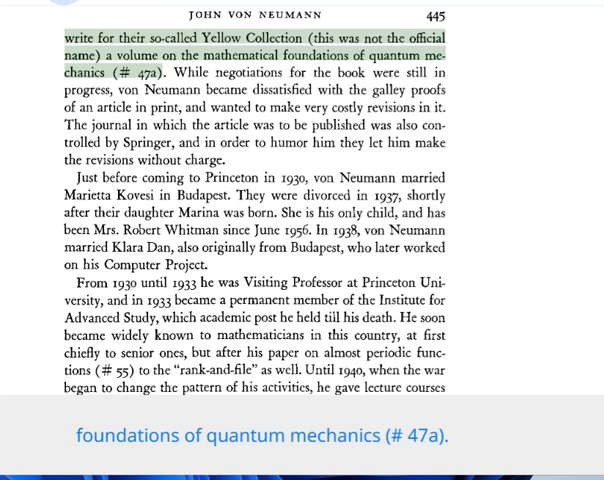 JOHN VON NEUMANN 445
write for their so-called Yellow Collection (this was not the official
name) a volume on the mathematical foundations of quantum me-
chanics (# 47a). While negotiations for the book were still in
progress, von Neumann became dissatisfied with the galley proofs
of an article in print, and wanted to make very costly revisions in it.
The journal in which the article was to be published was also con-
trolled by Springer, and in order to humor him they let him make
the revisions without charge.
Just before coming to Princeton in 1930, von Neumann married
Marietta Kovesi in Budapest. They were divorced in 1937, shortly
after their daughter Marina was born. She is his only child, and has
been Mrs. Robert Whitman since June 1956. In 1938, von Neumann
married Klara Dan, also originally from Budapest, who later worked
on his Computer Project.
From 1930 until 1933 he was Visiting Professor at Princeton Uni-
versity, and in 1933 became a permanent member of the Institute for
Advanced Study, which academic post he held till his death. He soon
became widely known to mathematicians in this country, at first
chiefly to senior ones, but after his paper on almost periodic func-
tions (# 55) to the "rank-and-file" as well. Until 1940, when the war
began to change the pattern of his activities, he gave lecture courses
foundations of quantum mechanics (# 47a).